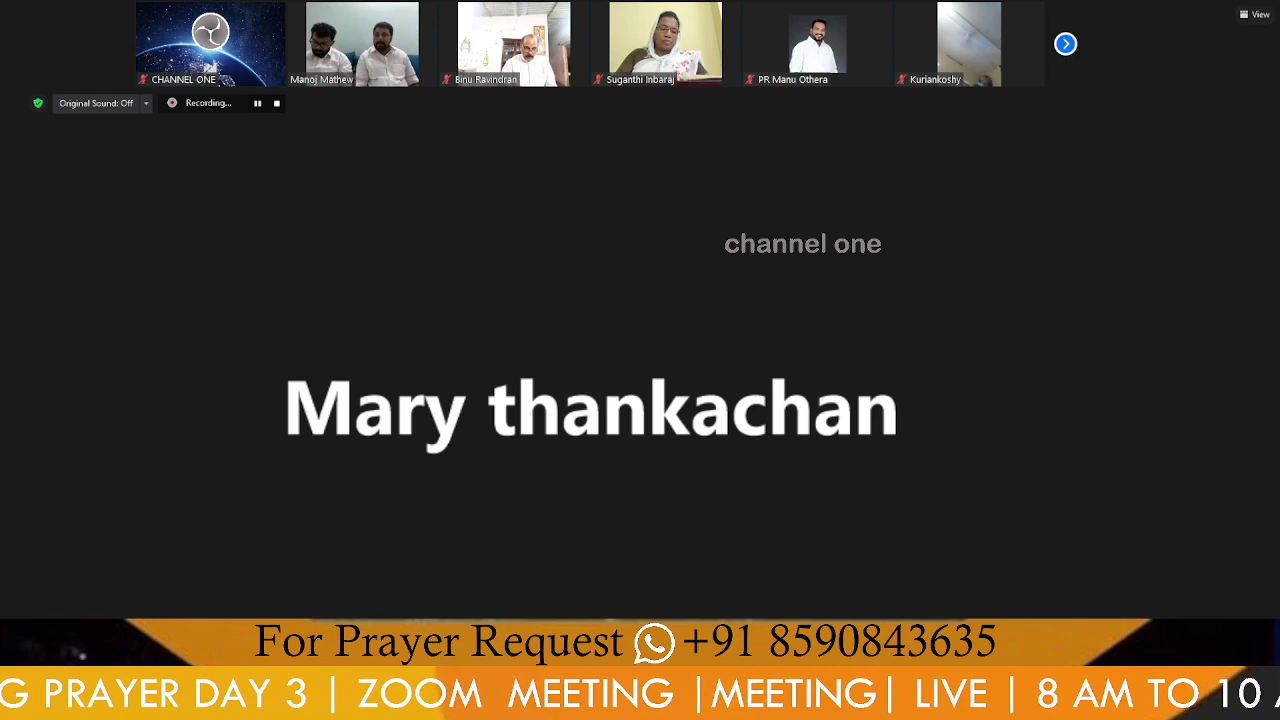 View
CHANNEL ONE
Manoj Mathew
Binu Ravindran
Suganthi Inbaraj
PR Manu Othera
Kuriankoshy
Original Sound: Off
Recording...
channel one
Mary thankachan
For Prayer Request +91 8590843635
G PRAYER DAY 3 | ZOOM MEETING |MEETING| LIVE | 8 AM TO 10